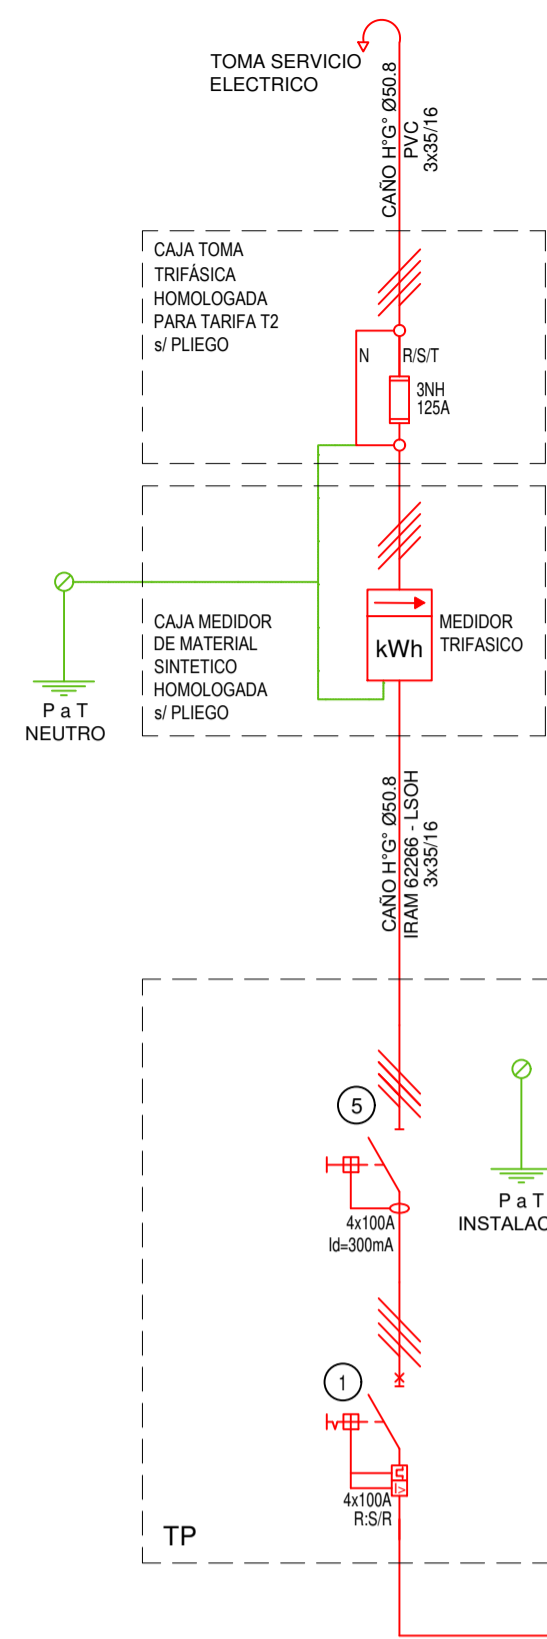 TOMA SERVICIO
ELECTRICO
CAÑO H°G° Ø50.8
PVC
3x35/16
CAJA TOMA
TRIFÁSICA
HOMOLOGADA
PARA TARIFA T2
s/ PLIEGO
N
R/S/T
3NH
125A
CAJA MEDIDOR
DE MATERIAL
SINTETICO
HOMOLOGADA
s/ PLIEGO
kWh
MEDIDOR
TRIFASICO
P a T
NEUTRO
CAÑO H°G° Ø50.8
IRAM 62266 - LSOH
3x35/16
5
4x100A
Id=300mA
P a T
INSTALAC
1
4x100A
R:S/R
TP